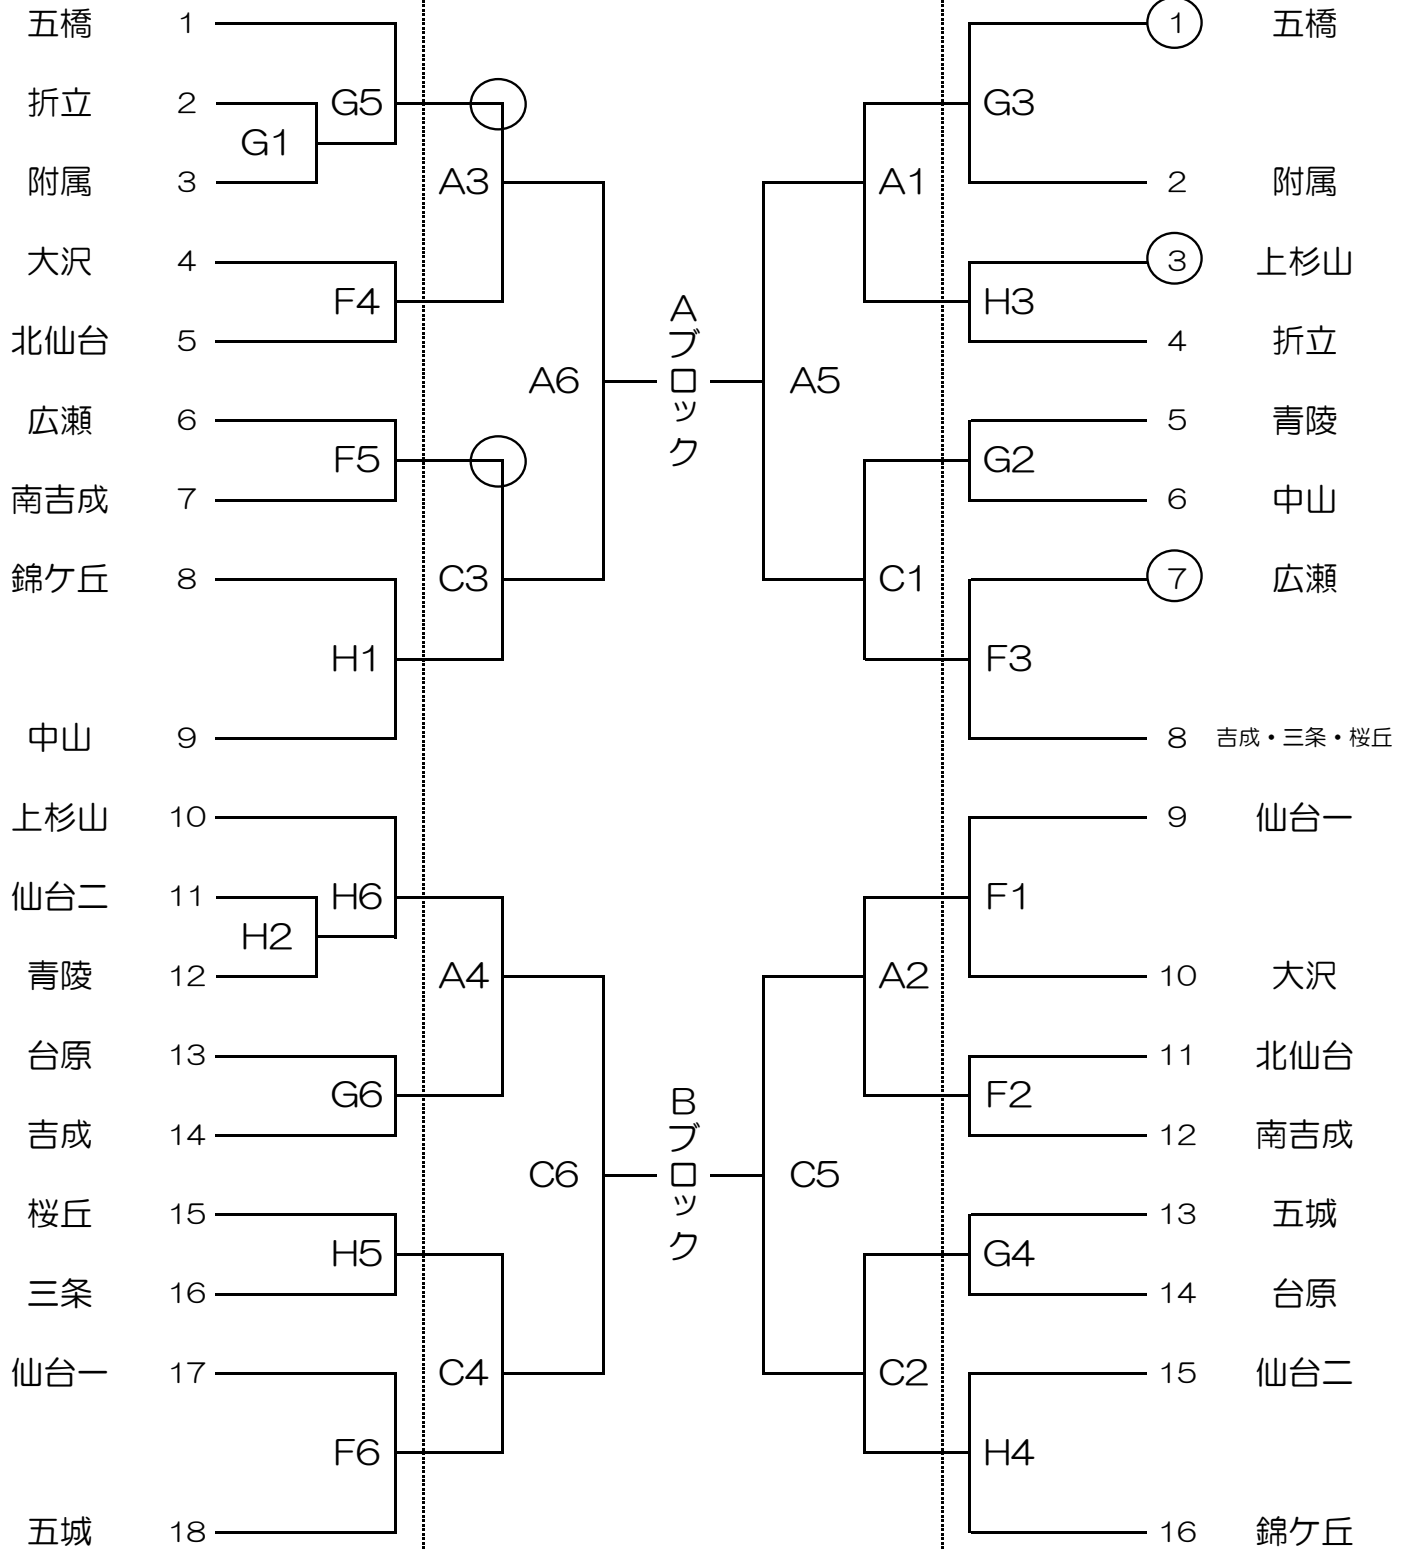 五橋 1 ① 五橋
折立 2 G5 G3
G1
附属 3 A3 A1 2 附属
大沢 4 ③ 上杉山
F4 H3
北仙台 5 4 折立
Aブロック
A6 A5
広瀬 6 5 青陵
F5 G2
南吉成 7 6 中山
錦ケ丘 8 C3 C1 ⑦ 広瀬
H1 F3
中山 9 8 吉成・三条・桜丘
上杉山 10 9 仙台一
仙台二 11 H6 F1
H2
青陵 12 A4 A2 10 大沢
台原 13 11 北仙台
G6 F2
吉成 14 12 南吉成
Bブロック
C6 C5
桜丘 15 13 五城
H5 G4
三条 16 14 台原
仙台一 17 C4 C2 15 仙台二
F6 H4
五城 18 16 錦ケ丘